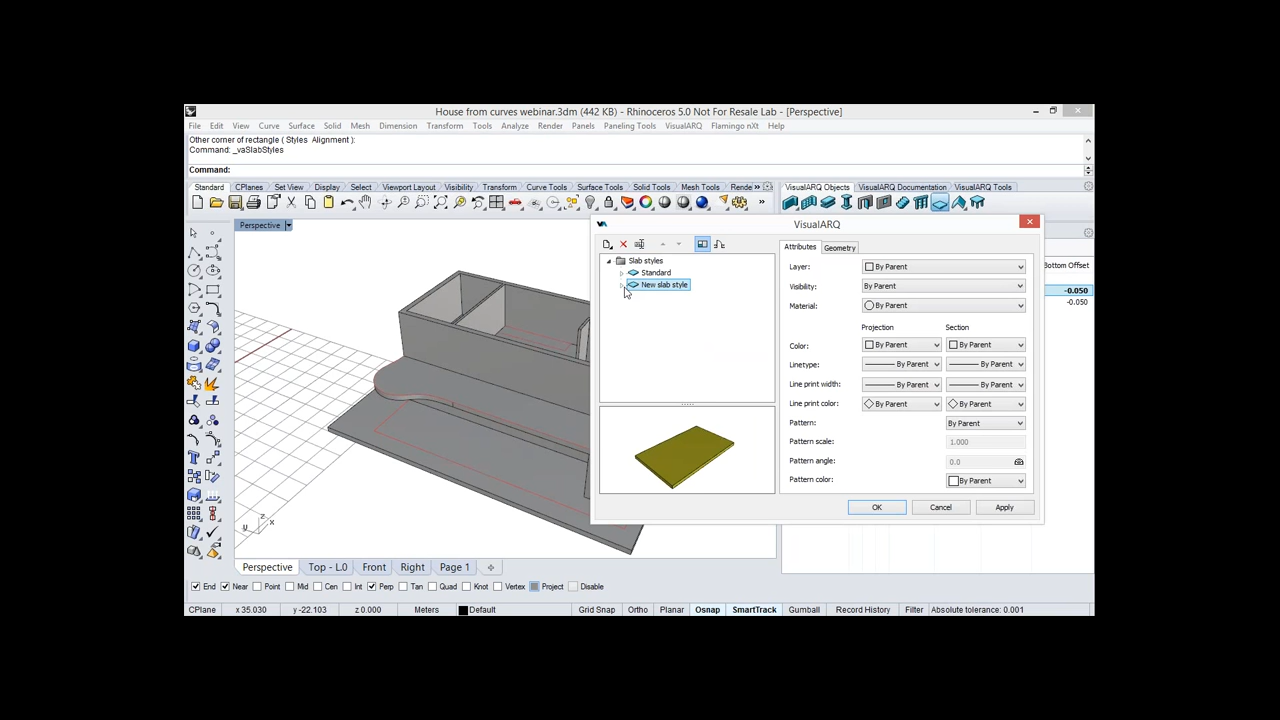 House from curves webinar.3dm (442 KB) - Rhinoceros 5.0 Not For Resale Lab - [Perspective]
File Edit View Curve Surface Solid Mesh Dimension Transform Tools Analyze Render Panels Paneling Tools VisualARQ Flamingo nXt Help
Other corner of rectangle ( Styles Alignment ):
Command: _vaSlabStyles
Command:
Standard CPlanes Set View Display Select Viewport Layout Visibility Transform Curve Tools Surface Tools Solid Tools Mesh Tools Rende »
VisualARQ Objects VisualARQ Documentation VisualARQ Tools
Perspective
VisualARQ
Attributes Geometry
Slab styles
Standard
New slab style
Layer: By Parent
Visibility: By Parent
Material: By Parent
Projection Section
Color: By Parent By Parent
Linetype: By Parent By Parent
Line print width: By Parent By Parent
Line print color: By Parent By Parent
Pattern: By Parent
Pattern scale: 1.000
Pattern angle: 0.0
Pattern color: By Parent
OK Cancel Apply
Bottom Offset
-0.050
-0.050
z
y x
Perspective Top - L0 Front Right Page 1
End Near Point Mid Cen Int Perp Tan Quad Knot Vertex Project Disable
CPlane x 35.030 y -22.103 z 0.000 Meters Default Grid Snap Ortho Planar Osnap SmartTrack Gumball Record History Filter Absolute tolerance: 0.001